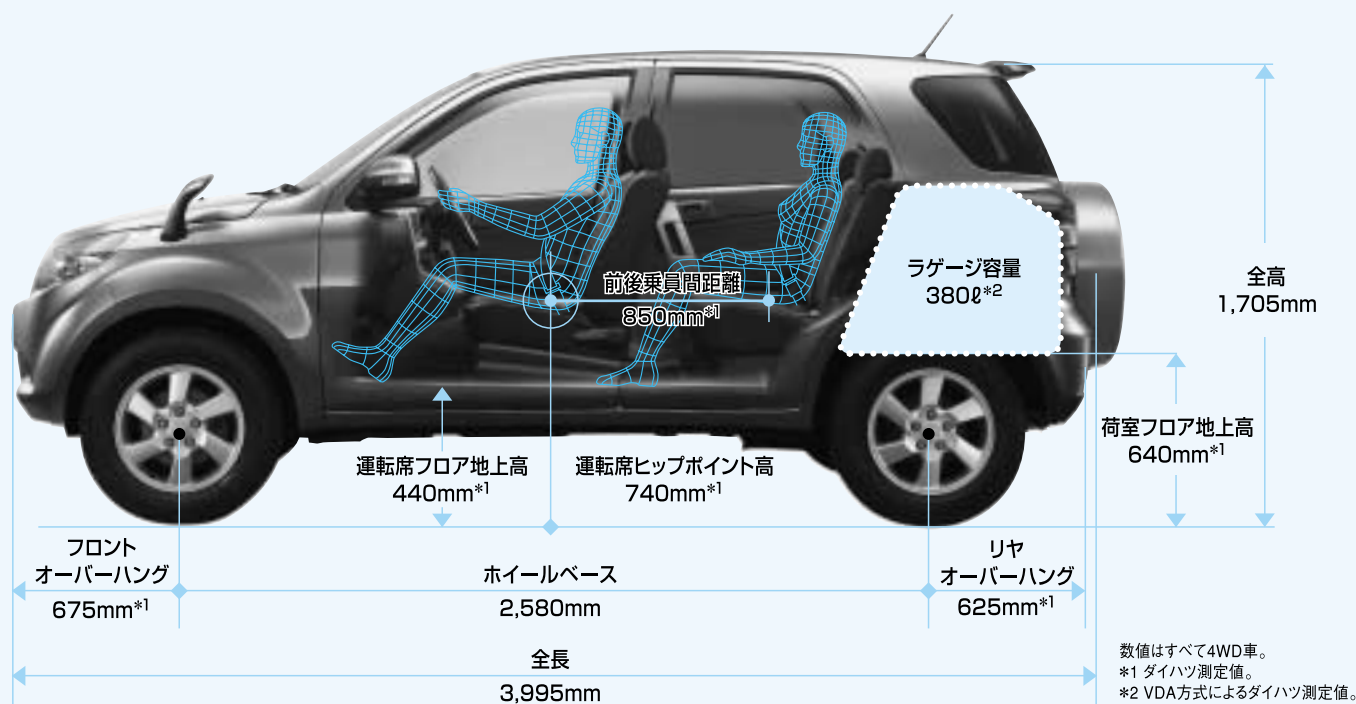 全高
1,705mm
ラゲージ容量
380ℓ*2
前後乗員間距離
850mm*1
荷室フロア地上高
640mm*1
運転席フロア地上高
440mm*1
運転席ヒップポイント高
740mm*1
フロント
オーバーハング
675mm*1
ホイールベース
2,580mm
リヤ
オーバーハング
625mm*1
全長
3,995mm
数値はすべて4WD車。
*1 ダイハツ測定値。
*2 VDA方式によるダイハツ測定値。